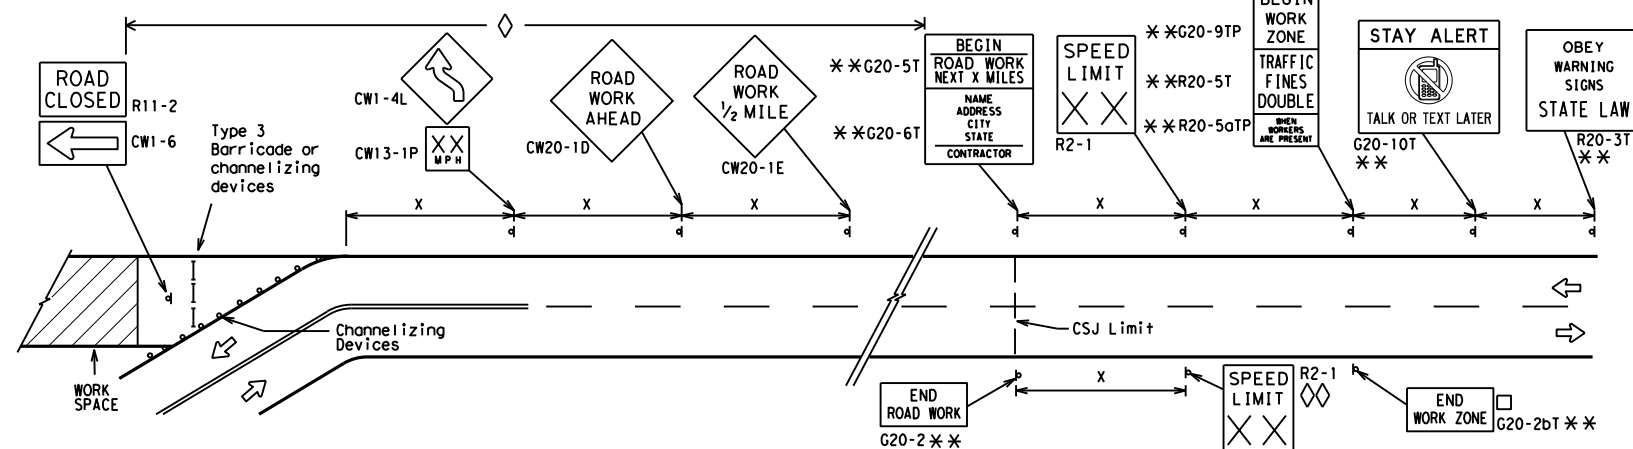 ROAD
CLOSED
R11-2
CW1-6
Type 3
Barricade or
channelizing
devices
CW1-4L
XX
MPH
CW13-1P
ROAD
WORK
AHEAD
CW20-1D
ROAD
WORK
1/2 MILE
CW20-1E
**G20-5T
BEGIN
ROAD WORK
NEXT X MILES
**G20-6T
NAME
ADDRESS
CITY
STATE
CONTRACTOR
SPEED
LIMIT
XX
R2-1
**G20-9TP
BEGIN
WORK
ZONE
**R20-5T
TRAFFIC
FINES
DOUBLE
**R20-5aTP
WHEN
WORKERS
ARE PRESENT
STAY ALERT
TALK OR TEXT LATER
G20-10T
**
OBEY
WARNING
SIGNS
STATE LAW
R20-3T
**
X X X X X X X
Channelizing
Devices
WORK
SPACE
CSJ Limit
X
END
ROAD WORK
G20-2 **
SPEED
LIMIT
XX
R2-1
END
WORK ZONE
G20-2bT **